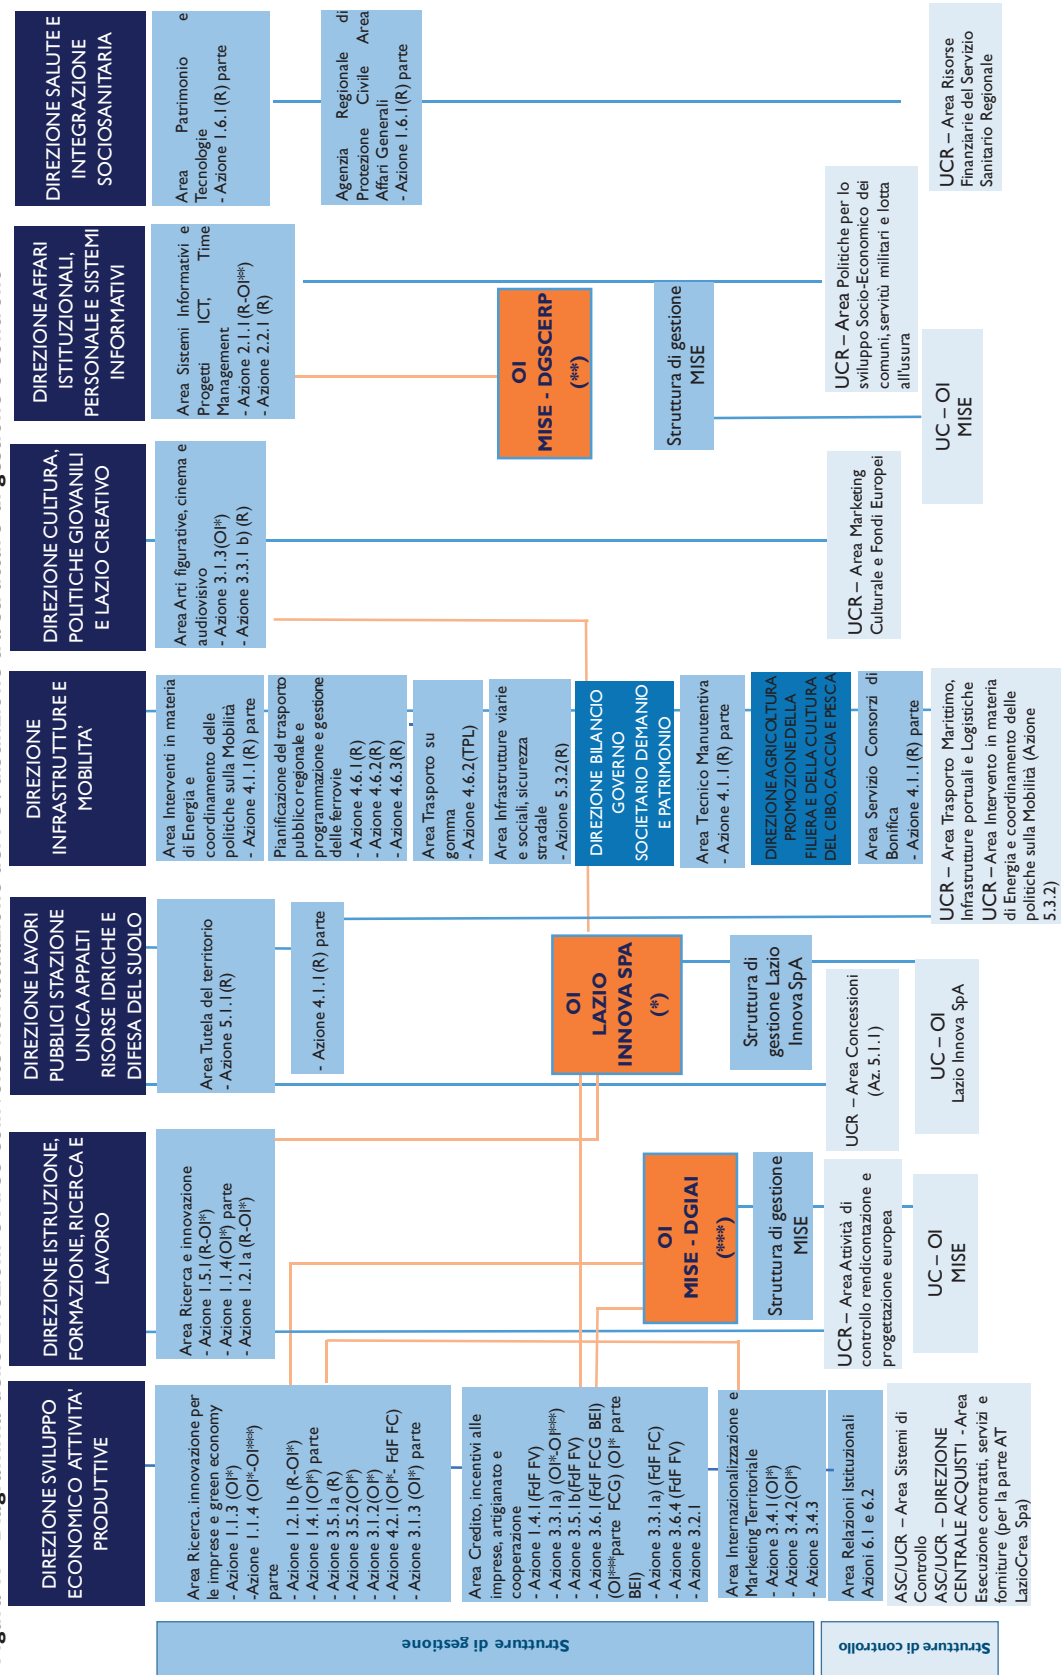 DIREZIONE SVILUPPO
ECONOMICO ATTIVITA'
PRODUTTIVE
DIREZIONE ISTRUZIONE,
FORMAZIONE, RICERCA E
LAVORO
DIREZIONE LAVORI
PUBBLICI STAZIONE
UNICA APPALTI
RISORSE IDRICHE E
DIFESA DEL SUOLO
DIREZIONE
INFRASTRUTTURE E
MOBILITA'
DIREZIONE CULTURA,
POLITICHE GIOVANILI
E LAZIO CREATIVO
DIREZIONE AFFARI
ISTITUZIONALI,
PERSONALE E SISTEMI
INFORMATIVI
DIREZIONE SALUTE E
INTEGRAZIONE
SOCIOSANITARIA
Strutture di gestione
Area Ricerca. innovazione per
le imprese e green economy
- Azione 1.1.3 (OI*)
-Azione 1.1.4 (OI*-OI***)
parte
- Azione 1.2.1b (R-OI*)
- Azione 1.4.1(OI*) parte
- Azione 3.5.1a (R)
- Azione 3.5.2(OI*)
- Azione 3.1.2(OI*)
- Azione 4.2.1(OI*- FdF FC)
- Azione 3.1.3 (OI*) parte
Area Credito, incentivi alle
imprese, artigianato e
cooperazione
- Azione 1.4.1(FdF FV)
- Azione 3.3.1a) (OI*-OI***)
- Azione 3.5.1b(FdF FV)
- Azione 3.6.1(FdF FCG BEI)
(OI***parte FCG) (OI* parte
BEI)
- Azione 3.3.1a) (FdF FC)
- Azione 3.6.4 (FdF FV)
- Azione 3.2.1
Area Internazionalizzazione e
Marketing Territoriale
- Azione 3.4.1(OI*)
- Azione 3.4.2(OI*)
- Azione 3.4.3
Area Relazioni Istituzionali
Azioni 6.1 e 6.2
Area Ricerca e innovazione
- Azione 1.5.1(R-OI*)
- Azione 1.1.4(OI*) parte
- Azione 1.2.1a (R-OI*)
OI
MISE - DGIAI
(***)
Struttura di gestione
MISE
Area Tutela del territorio
- Azione 5.1.1(R)
- Azione 4.1.1(R) parte
OI
LAZIO
INNOVA SPA
(*)
Struttura di
gestione Lazio
Innova SpA
Area Interventi in materia
di Energia e
coordinamento delle
politiche sulla Mobilità
- Azione 4.1.1(R) parte
Pianificazione del trasporto
pubblico regionale e
programmazione e gestione
delle ferrovie
- Azione 4.6.1(R)
- Azione 4.6.2(R)
- Azione 4.6.3(R)
Area Trasporto su
gomma
- Azione 4.6.2(TPL)
Area Infrastrutture viarie
e sociali, sicurezza
stradale
- Azione 5.3.2(R)
DIREZIONE BILANCIO
GOVERNO
SOCIETARIO DEMANIO
E PATRIMONIO
Area Tecnico Manutentiva
- Azione 4.1.1(R) parte
DIREZIONE AGRICOLTURA
PROMOZIONE DELLA
FILIERA E DELLA CULTURA
DEL CIBO, CACCIA E PESCA
Area Servizio Consorzi di
Bonifica
- Azione 4.1.1(R) parte
Area Arti figurative, cinema e
audiovisivo
- Azione 3.1.3(OI*)
- Azione 3.3.1 b) (R)
Area Sistemi Informativi e
Progetti ICT, Time
Management
- Azione 2.1.1(R-OI**)
- Azione 2.2.1 (R)
OI
MISE - DGSCERP
(**)
Struttura di gestione
MISE
Area Patrimonio e
Tecnologie
- Azione 1.6.1(R) parte
Agenzia Regionale di
Protezione Civile Area
Affari Generali
- Azione 1.6.1(R) parte
Strutture di controllo
ASC/UCR – Area Sistemi di
Controllo
ASC/UCR – DIREZIONE
CENTRALE ACQUISTI - Area
Esecuzione contratti, servizi e
forniture (per la parte AT
LazioCrea Spa)
UCR – Area Attività di
controllo rendicontazione e
progettazione europea
UC – OI
MISE
UCR – Area Concessioni
(Az. 5.1.1)
UC – OI
Lazio Innova SpA
UCR – Area Trasporto Marittimo,
Infrastrutture portuali e Logistiche
UCR – Area Intervento in materia
di Energia e coordinamento delle
politiche sulla Mobilità (Azione
5.3.2)
UCR – Area Marketing
Culturale e Fondi Europei
UCR – Area Politiche per lo
sviluppo Socio-Economico dei
comuni, servitù militari e lotta
all'usura
UC – OI
MISE
UCR – Area Risorse
Finanziarie del Servizio
Sanitario Regionale